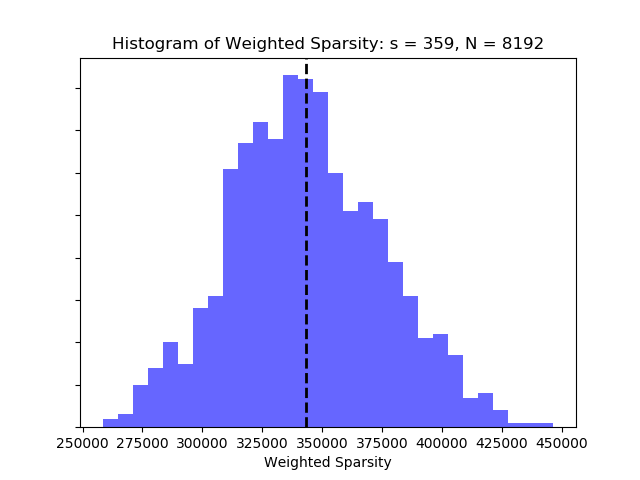 Histogram of Weighted Sparsity: s = 359, N = 8192
250000 275000 300000 325000 350000 375000 400000 425000 450000
Weighted Sparsity